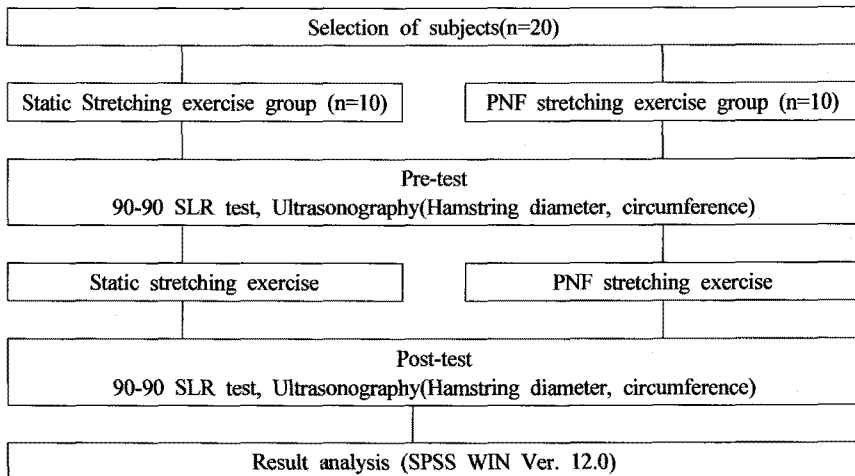 Selection of subjects(n=20)
Static Stretching exercise group (n=10)
PNF stretching exercise group (n=10)
Pre-test
90-90 SLR test, Ultrasonography(Hamstring diameter, circumference)
Static stretching exercise
PNF stretching exercise
Post-test
90-90 SLR test, Ultrasonography(Hamstring diameter, circumference)
Result analysis (SPSS WIN Ver. 12.0)